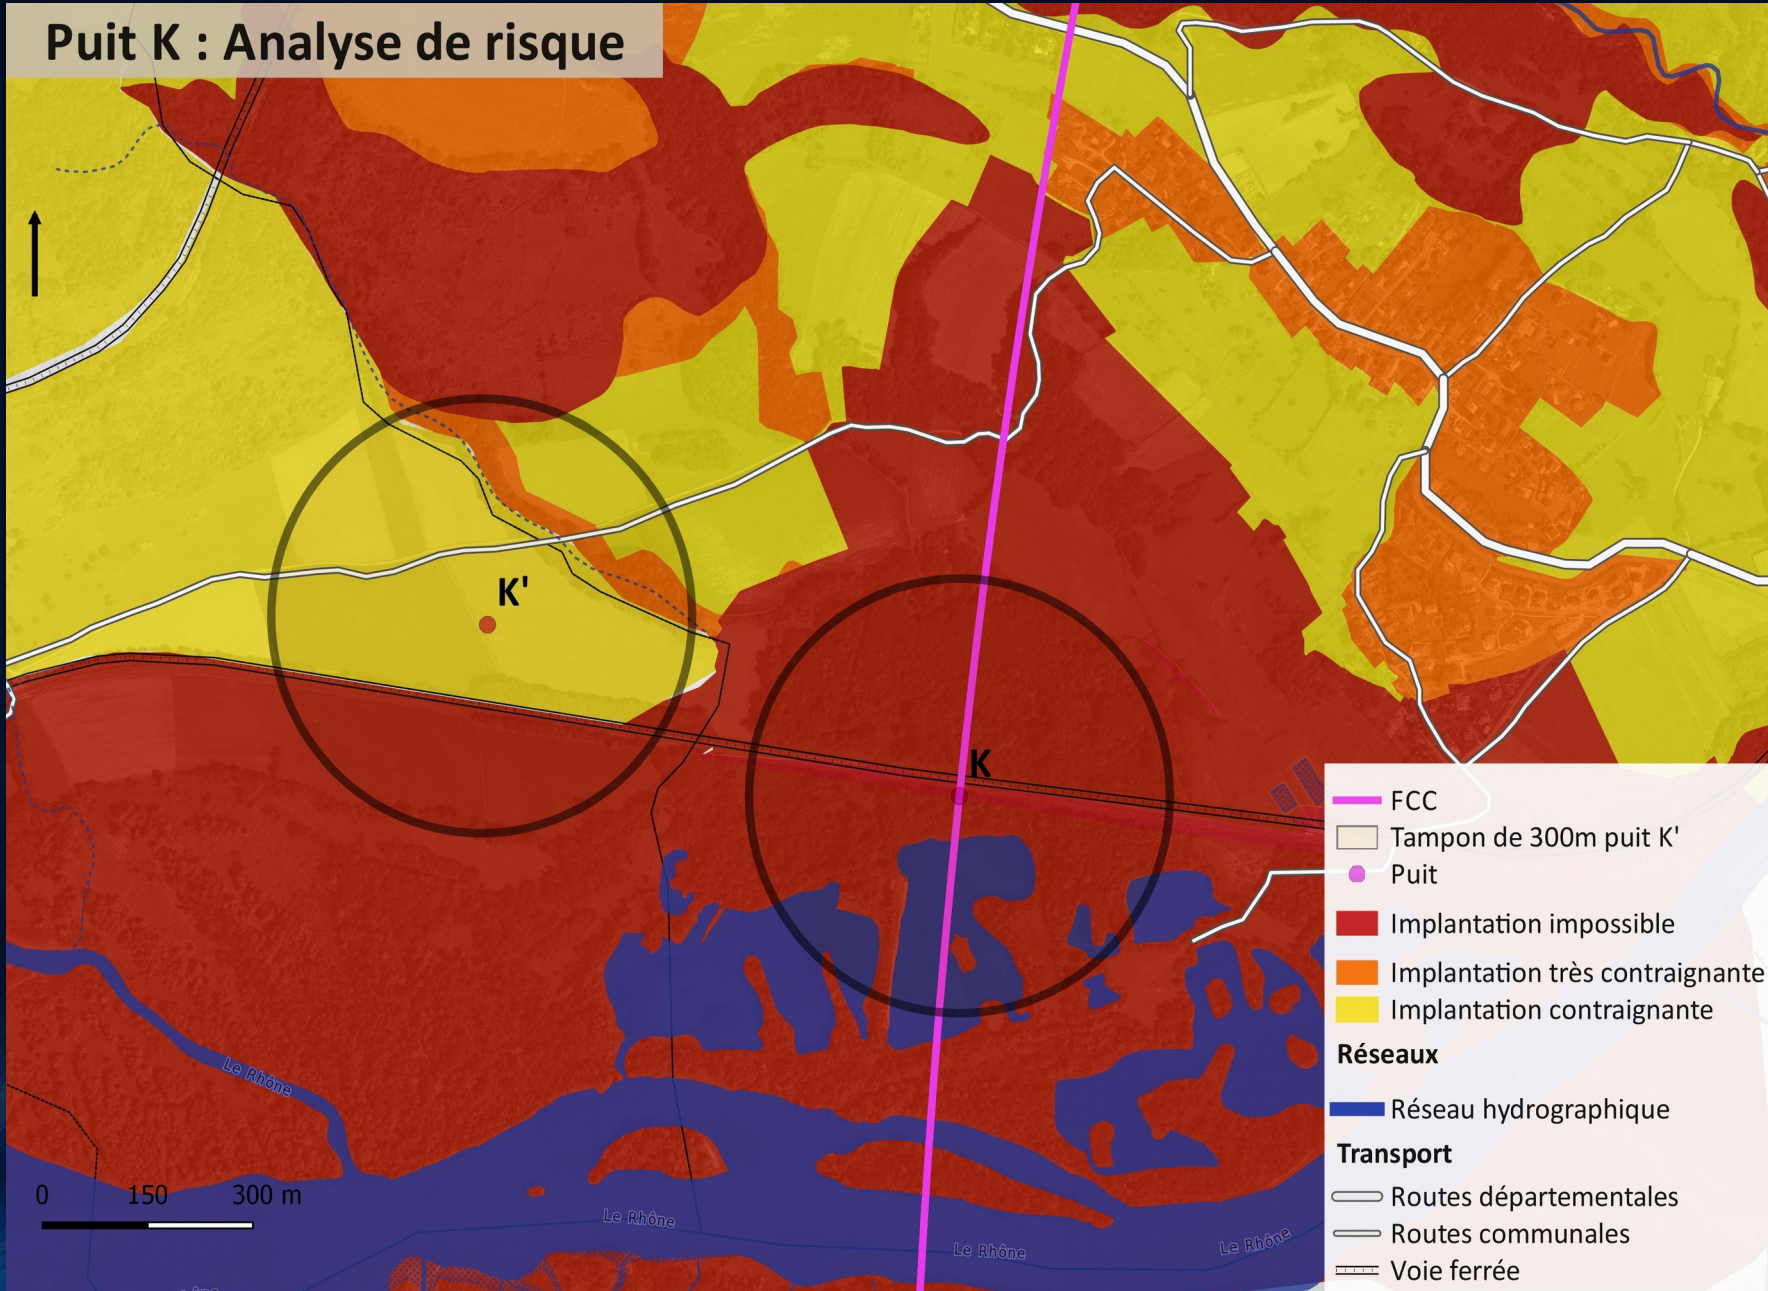 Puit K : Analyse de risque
K'
K
Le Rhône
Le Rhône
Le Rhône
Le Rhône
0 150 300 m
FCC
Tampon de 300m puit K'
Puit
Implantation impossible
Implantation très contraignante
Implantation contraignante
Réseaux
Réseau hydrographique
Transport
Routes départementales
Routes communales
Voie ferrée